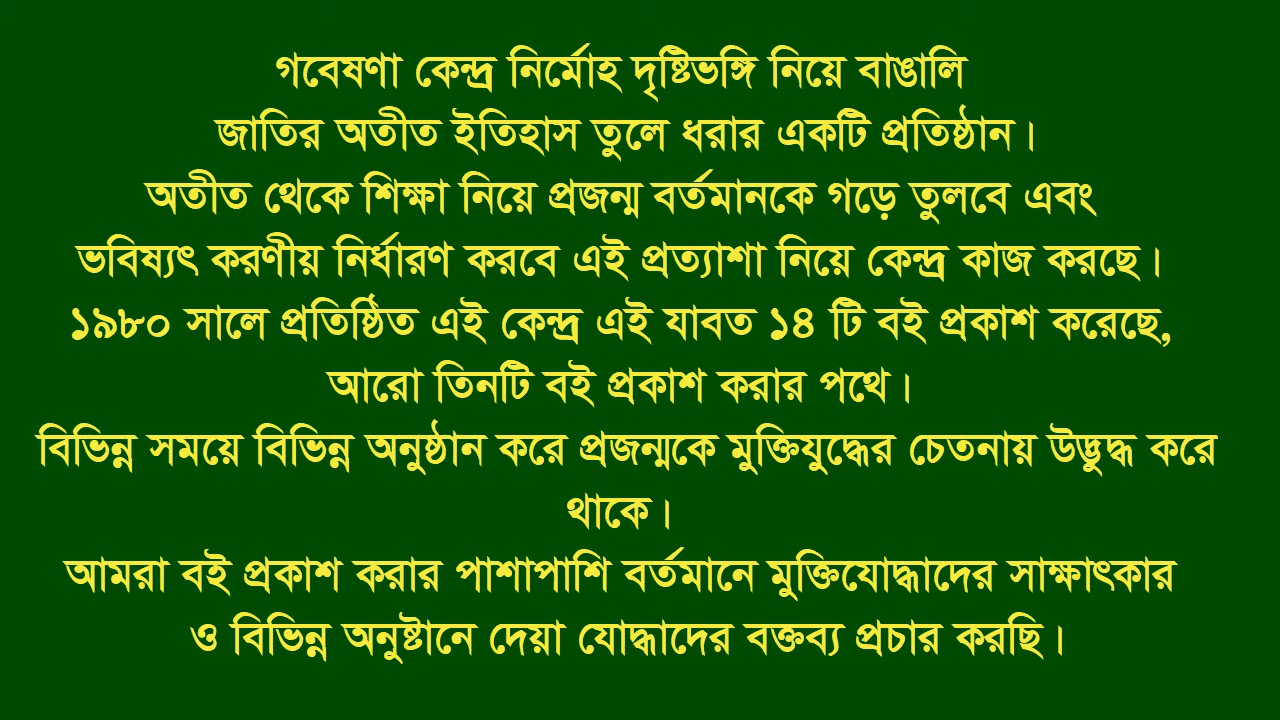 গবেষণা কেন্দ্র নির্মোহ দৃষ্টিভঙ্গি নিয়ে বাঙালি
জাতির অতীত ইতিহাস তুলে ধরার একটি প্রতিষ্ঠান।
অতীত থেকে শিক্ষা নিয়ে প্রজন্ম বর্তমানকে গড়ে তুলবে এবং
ভবিষ্যৎ করণীয় নির্ধারণ করবে এই প্রত্যাশা নিয়ে কেন্দ্র কাজ করছে।
১৯৮০ সালে প্রতিষ্ঠিত এই কেন্দ্র এই যাবত ১৪ টি বই প্রকাশ করেছে,
আরো তিনটি বই প্রকাশ করার পথে।
বিভিন্ন সময়ে বিভিন্ন অনুষ্ঠান করে প্রজন্মকে মুক্তিযুদ্ধের চেতনায় উদ্ভুদ্ধ করে
থাকে।
আমরা বই প্রকাশ করার পাশাপাশি বর্তমানে মুক্তিযোদ্ধাদের সাক্ষাৎকার
ও বিভিন্ন অনুষ্টানে দেয়া যোদ্ধাদের বক্তব্য প্রচার করছি।